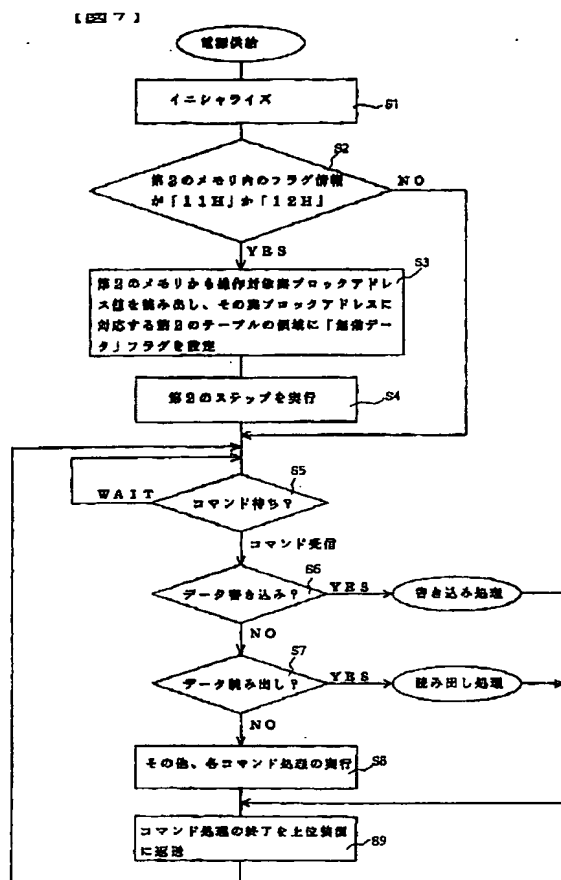 【図7】
電源供給
イニシャライズ
S1
S2
第2のメモリ内のフラグ情報
が「11H」か「12H」
NO
YES
S3
第2のメモリから操作対象実ブロックアドレ
ス値を読み出し、その実ブロックアドレスに
対応する第2のテーブルの領域に「無効デー
タ」フラグを設定
第2のステップを実行
S4
S5
WAIT
コマンド待ち?
コマンド受信
S6
データ書き込み?
YES
書き込み処理
NO
S7
データ読み出し?
YES
読み出し処理
NO
その他、各コマンド処理の実行
S8
コマンド処理の終了を上位装置
に返送
S9